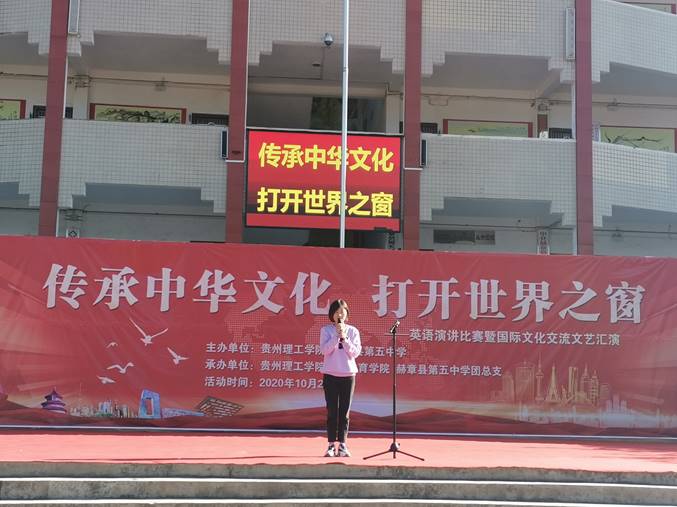 传承中华文化
打开世界之窗
传承中华文化 打开世界之窗
英语演讲比赛暨国际文化交流文艺汇演
主办单位：贵州理工学院 第五中学
承办单位：贵州理工学院 育学院 赫章县第五中学团总支
活动时间：2020年10月2